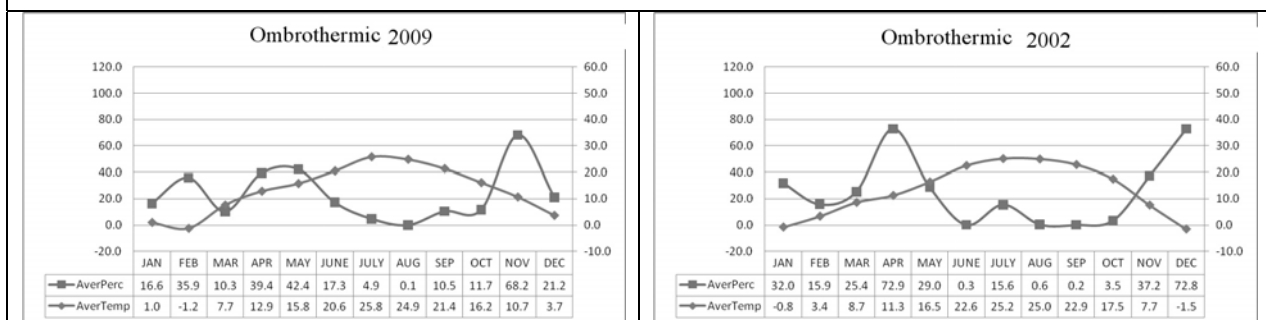 Ombrothermic 2009
120.0 60.0
100.0 50.0
80.0 40.0
60.0 30.0
40.0 20.0
20.0 10.0
0.0 0.0
-20.0 -10.0
JAN FEB MAR APR MAY JUNE JULY AUG SEP OCT NOV DEC
AverPerc 16.6 35.9 10.3 39.4 42.4 17.3 4.9 0.1 10.5 11.7 68.2 21.2
AverTemp 1.0 -1.2 7.7 12.9 15.8 20.6 25.8 24.9 21.4 16.2 10.7 3.7
Ombrothermic 2002
120.0 60.0
100.0 50.0
80.0 40.0
60.0 30.0
40.0 20.0
20.0 10.0
0.0 0.0
-20.0 -10.0
JAN FEB MAR APR MAY JUNE JULY AUG SEP OCT NOV DEC
AverPerc 32.0 15.9 25.4 72.9 29.0 0.3 15.6 0.6 0.2 3.5 37.2 72.8
AverTemp -0.8 3.4 8.7 11.3 16.5 22.6 25.2 25.0 22.9 17.5 7.7 -1.5